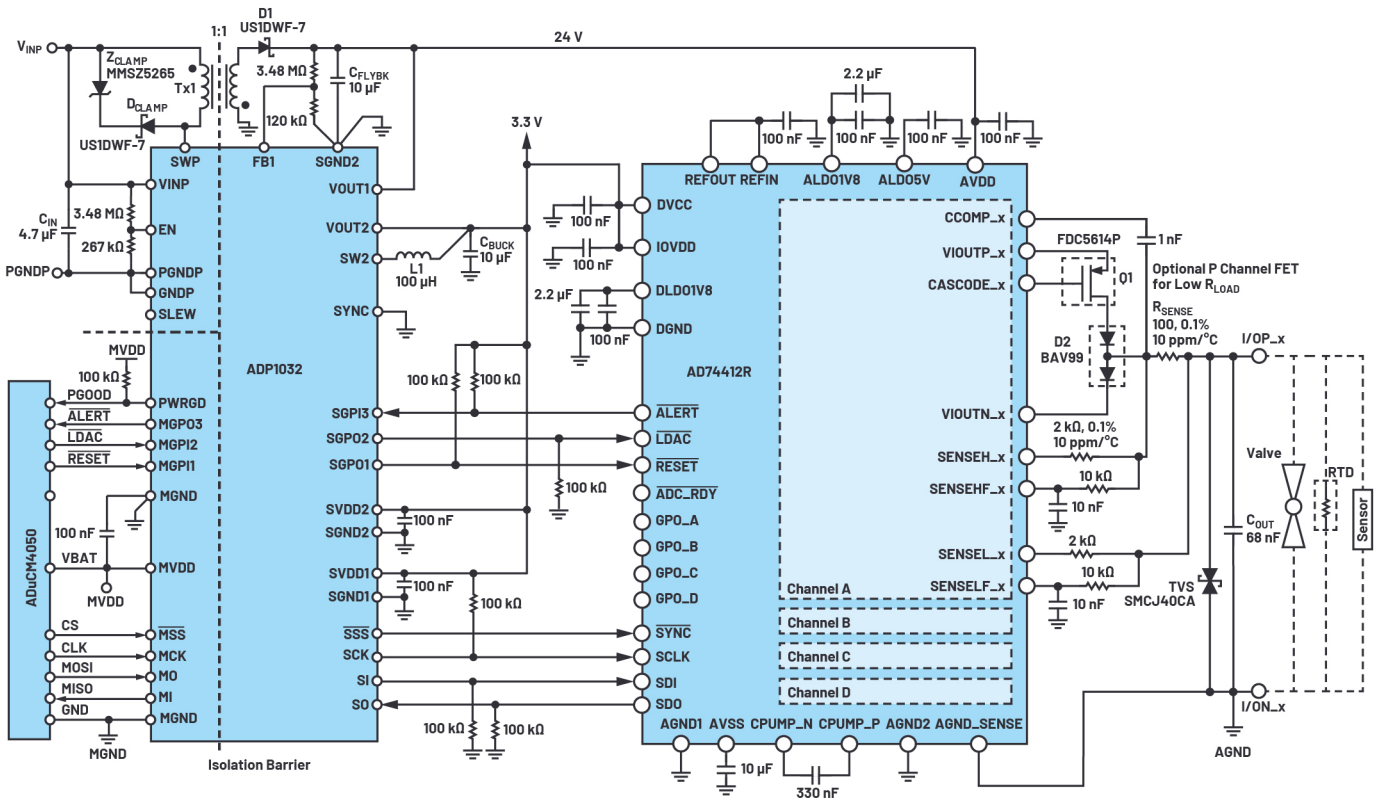 D1
US1DWF-7
1:1
VINP
ZCLAMP
MMSZ5265
Tx1
DCLAMP
US1DWF-7
3.48 MΩ
CFLYBK
10 µF
120 kΩ
24 V
3.3 V
2.2 µF
100 nF
100 nF
100 nF
100 nF
SWP
FB1
SGND2
VINP
3.48 MΩ
EN
CIN
4.7 µF
267 kΩ
PGNDP
PGNDP
GNDP
SLEW
VOUT1
VOUT2
SW2
L1
100 µH
CBUCK
10 µF
SYNC
ADP1032
MVDD
100 kΩ
PGOOD
PWRGD
ALERT
MGPO3
LDAC
MGPI2
RESET
MGPI1
MGND
100 nF
VBAT
MVDD
MVDD
ADuCM4050
CS
MSS
CLK
MCK
MOSI
MO
MISO
MI
GND
MGND
MGND
Isolation Barrier
100 kΩ
100 kΩ
SGPI3
SGPO2
SGPO1
100 kΩ
SVDD2
100 nF
SGND2
SVDD1
100 nF
SGND1
100 kΩ
SSS
SCK
SI
SO
100 kΩ
100 kΩ
REFOUT
REFIN
ALDO1V8
ALDO5V
AVDD
DVCC
100 nF
IOVDD
100 nF
DLDO1V8
2.2 µF
100 nF
DGND
AD74412R
ALERT
LDAC
RESET
ADC_RDY
GPO_A
GPO_B
GPO_C
GPO_D
SYNC
SCLK
SDI
SDO
Channel A
Channel B
Channel C
Channel D
AGND1
AVSS
CPUMP_N
CPUMP_P
AGND2
AGND_SENSE
10 µF
330 nF
CCOMP_x
VIOUTP_x
CASCODE_x
VIOUTN_x
SENSEH_x
SENSEHF_x
SENSEL_x
SENSELF_x
FDC5614P
1 nF
Q1
Optional P Channel FET
for Low RLOAD
RSENSE
100, 0.1%
10 ppm/°C
D2
BAV99
2 kΩ, 0.1%
10 ppm/°C
10 kΩ
10 nF
2 kΩ
10 kΩ
10 nF
I/OP_x
Valve
RTD
Sensor
COUT
68 nF
TVS
SMCJ40CA
I/ON_x
AGND